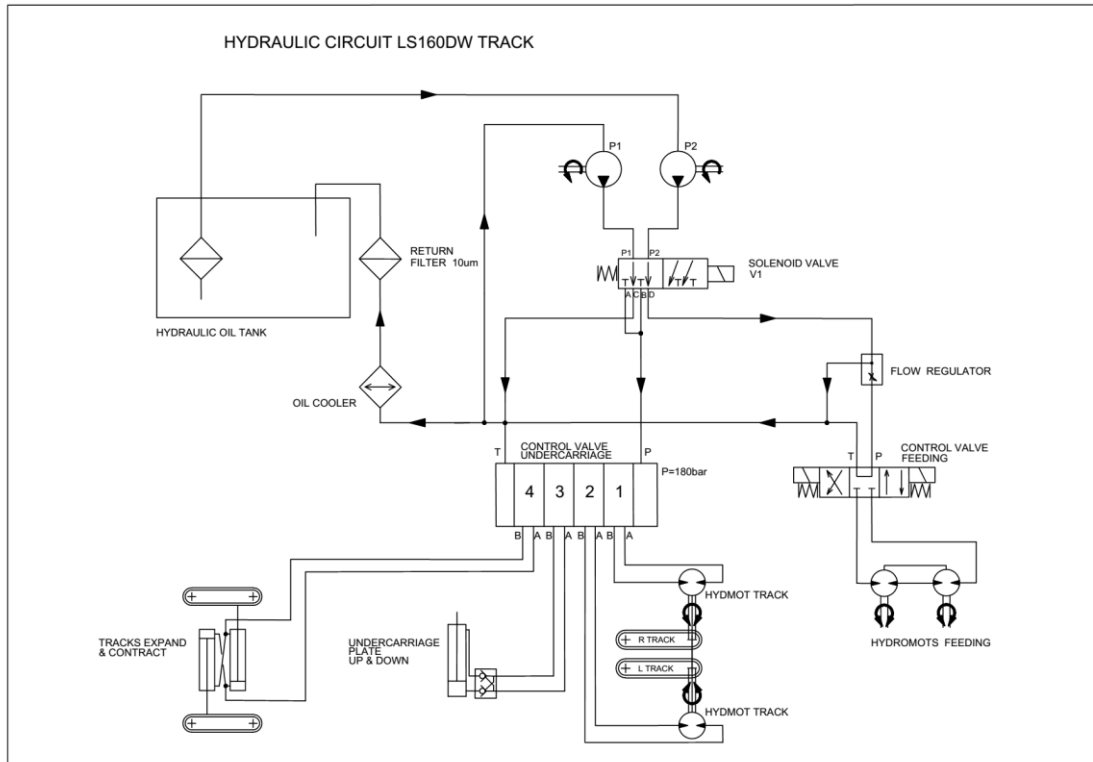 HYDRAULIC CIRCUIT LS160DW TRACK
P1
P2
RETURN
FILTER 10um
HYDRAULIC OIL TANK
P1 P2
T T T T
A C B D
SOLENOID VALVE
V1
OIL COOLER
FLOW REGULATOR
T
CONTROL VALVE
UNDERCARRIAGE
P
P=180bar
4 3 2 1
B A B A B A B A
T P
CONTROL VALVE
FEEDING
HYDMOT TRACK
R TRACK
L TRACK
HYDMOT TRACK
HYDROMOTS FEEDING
TRACKS EXPAND
& CONTRACT
UNDERCARRIAGE
PLATE
UP & DOWN